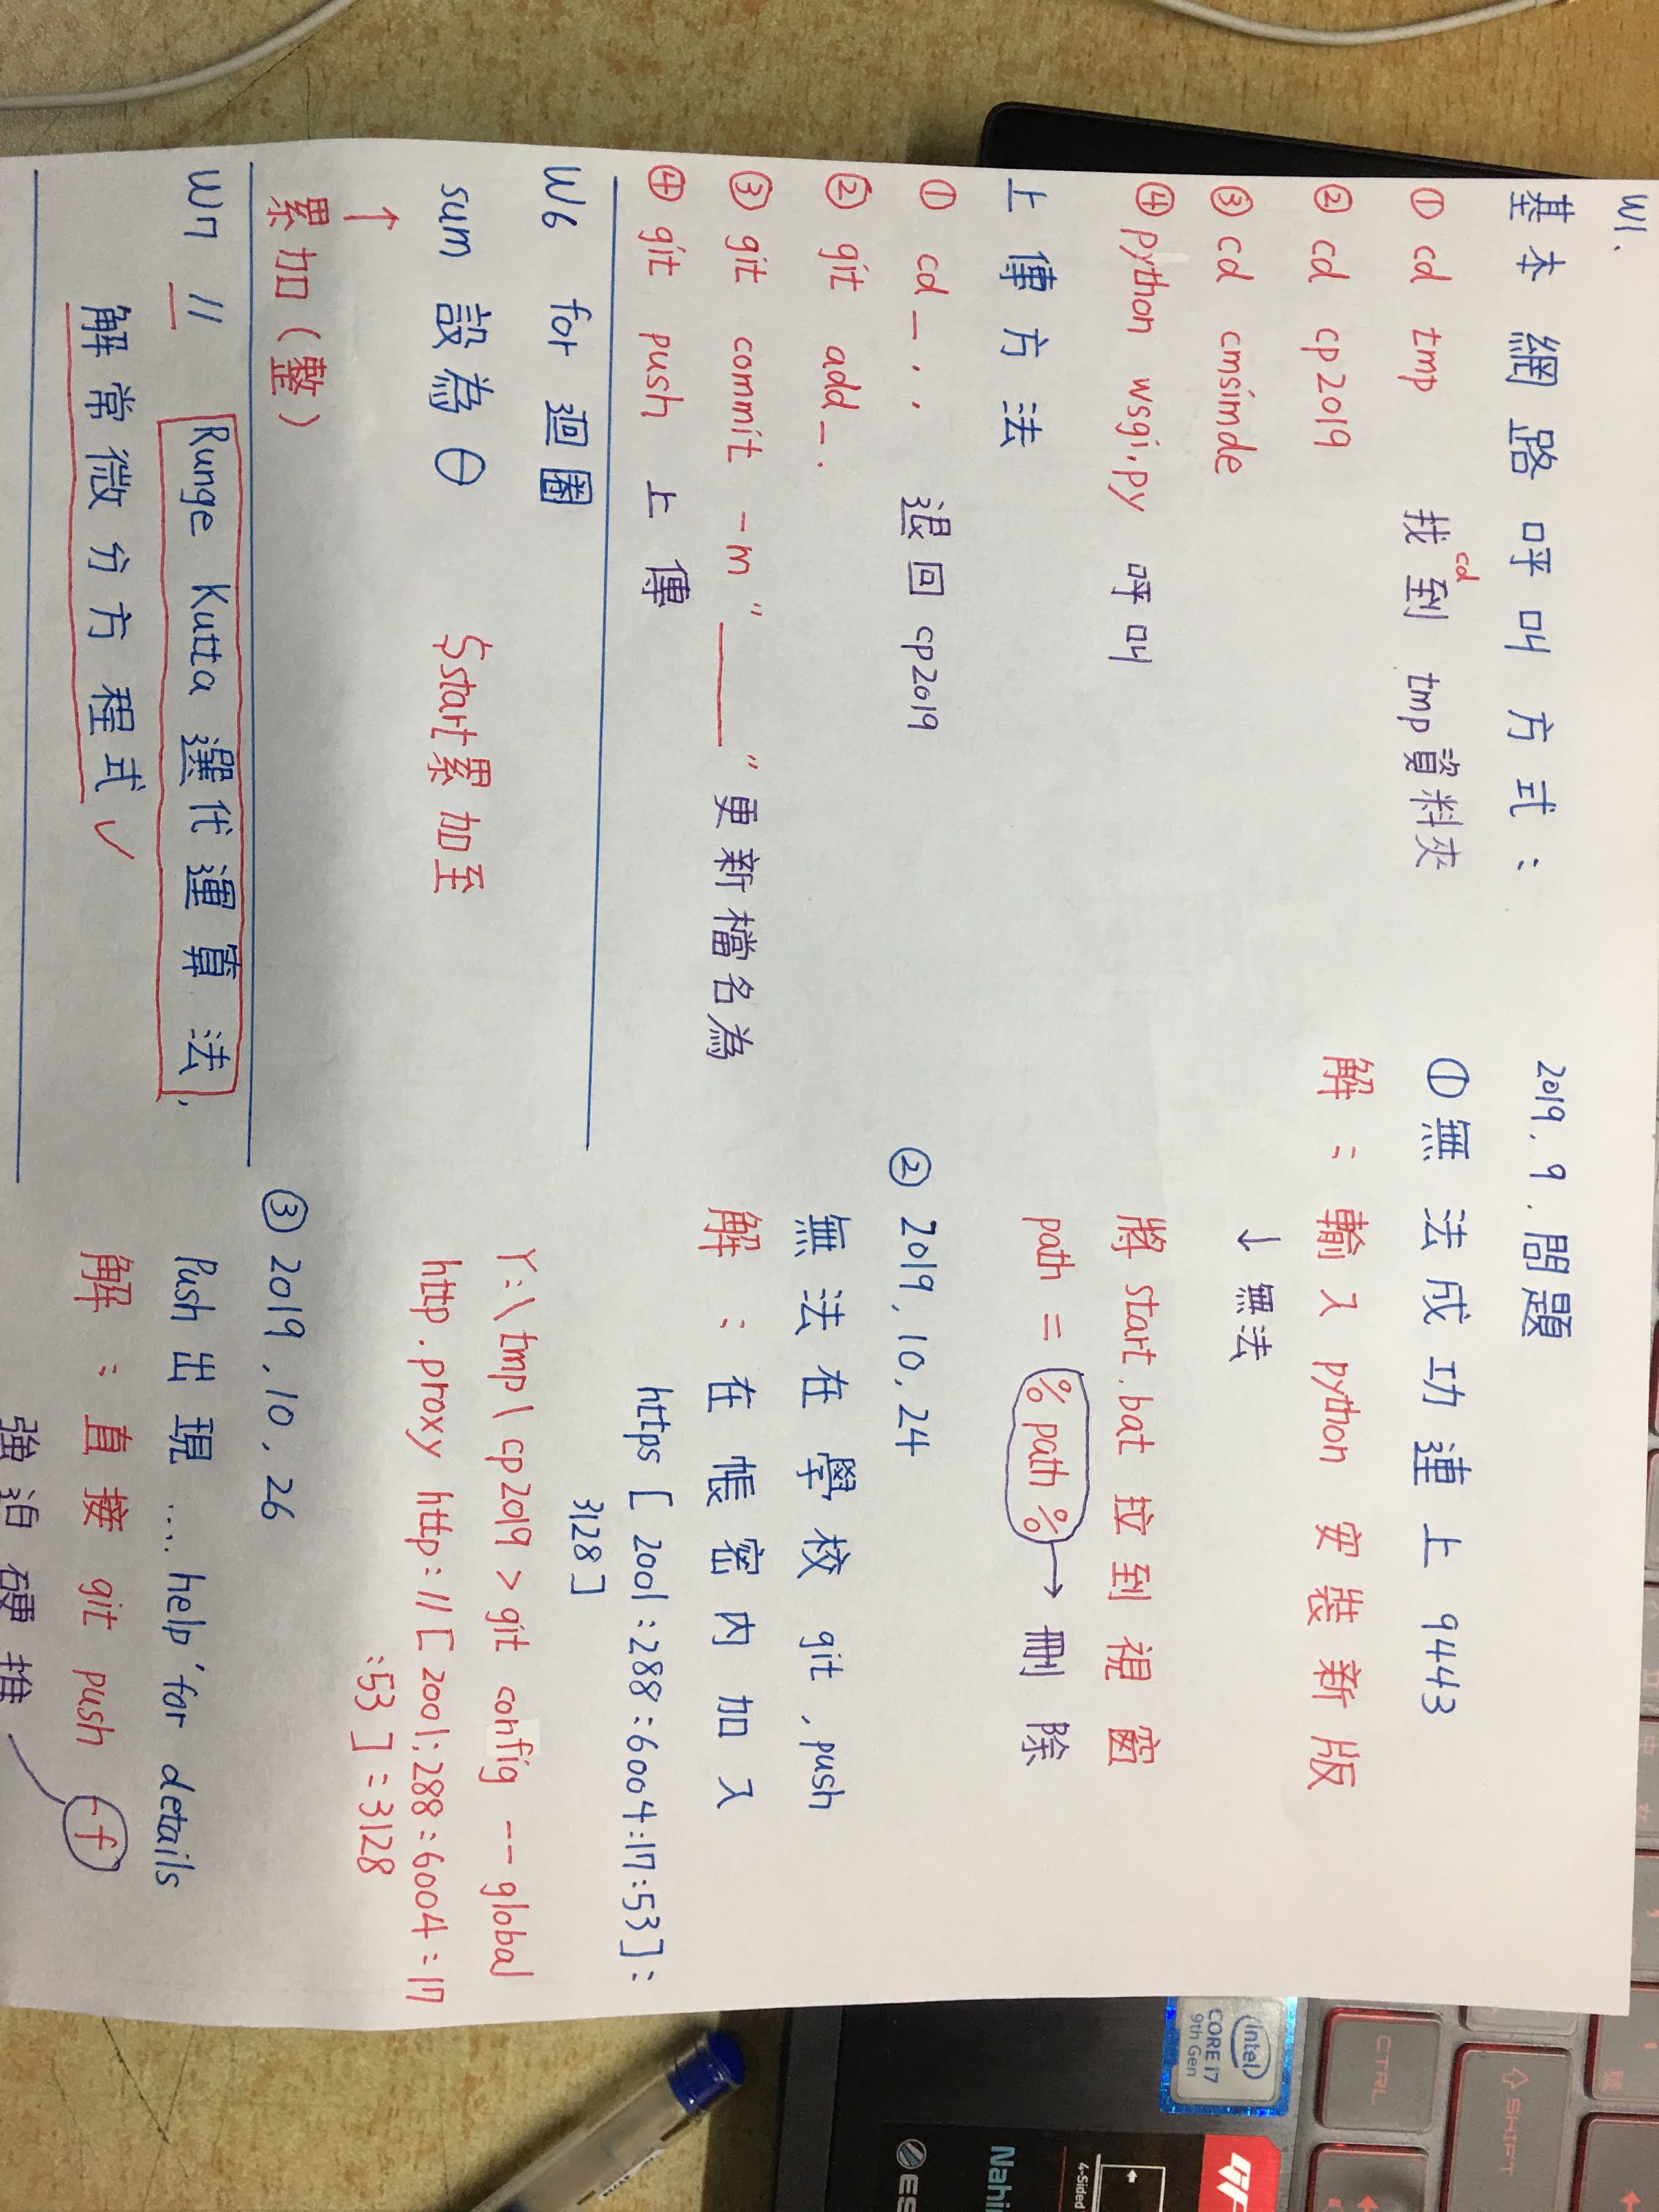 W1.
基本 網路 呼叫 方式：
① cd tmp 找到 tmp資料夾
cd
② cd cp2019
③ cd cmsimde
④ python wsgi.py 呼叫
上傳方法
① cd_.. 退回 cp2019
② git add_.
③ git commit -m "_____" 更新檔名為
④ git push 上傳
W6 for 迴圈
sum 設為 0 $start累加至
↑
累加(整)
W7 // Runge Kutta 選代運算法,
解常微分方程式✓
2019. 9. 問題
①無法成功連上 9443
解：輸入 python 安裝新版
↓ 無法
將 start.bat 拉到視窗
path = %path% → 刪除
② 2019.10.24
無法在學校 git , push
解：在帳密內加入
https [ 2001:288:6004:17:53]:
3128]
Y:\tmp\cp2019 > git config --global
http.proxy http://[2001;288:6004:17
:53]:3128
③ 2019.10.26
Push 出現 .... help 'for details
解：直接 git push -f
強迫硬推
SHIFT
CTRL
intel
CORE i7
9th Gen
4-Sided